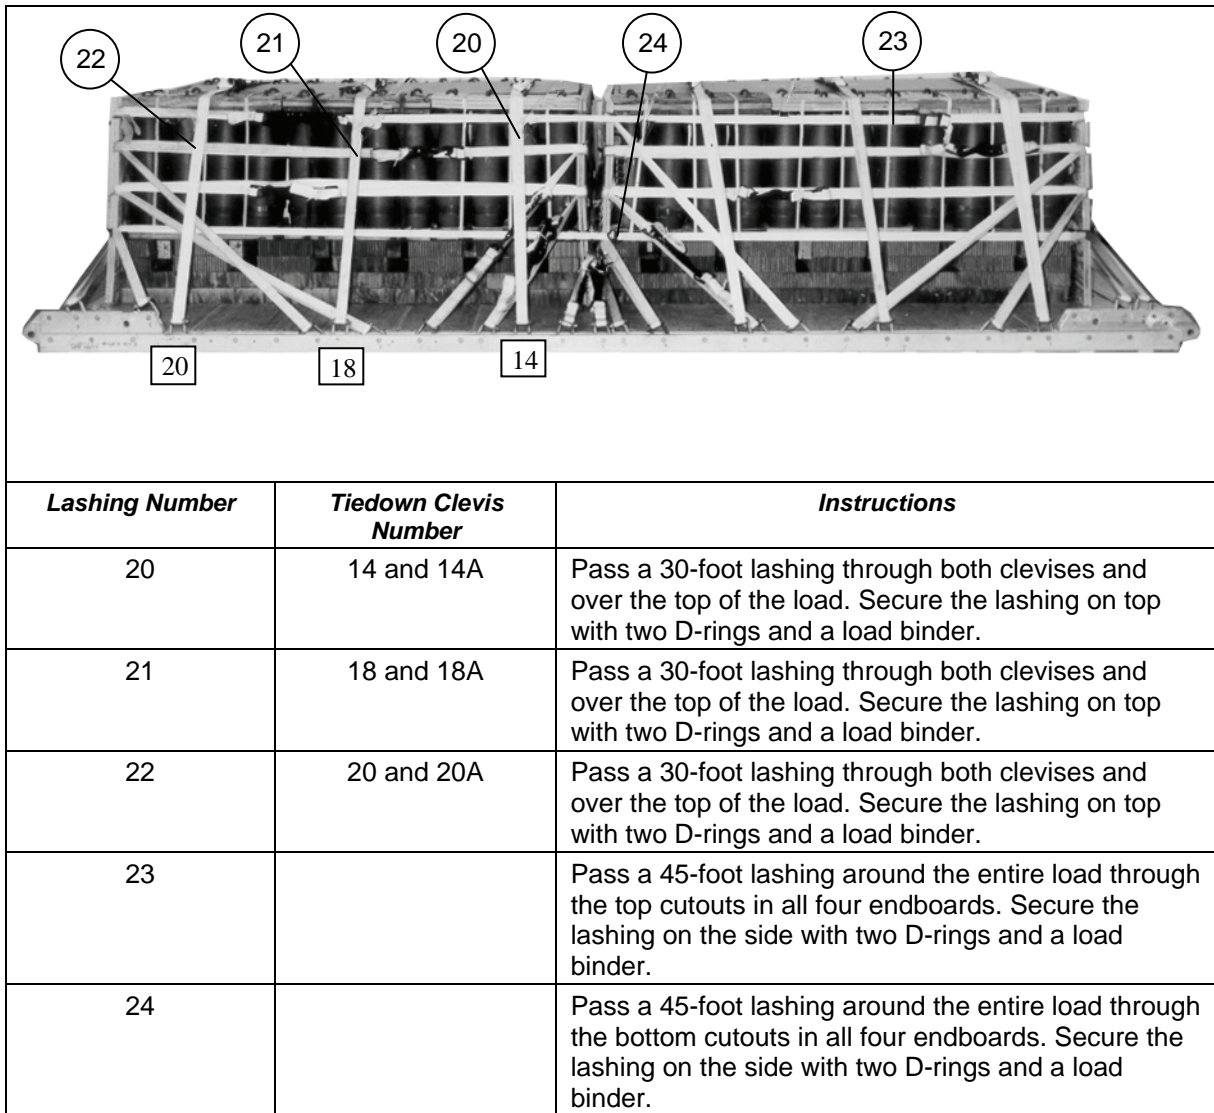 22
21
20
24
23
20
18
14
Lashing Number
Tiedown Clevis
Number
Instructions
20
14 and 14A
Pass a 30-foot lashing through both clevises and
over the top of the load. Secure the lashing on top
with two D-rings and a load binder.
21
18 and 18A
Pass a 30-foot lashing through both clevises and
over the top of the load. Secure the lashing on top
with two D-rings and a load binder.
22
20 and 20A
Pass a 30-foot lashing through both clevises and
over the top of the load. Secure the lashing on top
with two D-rings and a load binder.
23
Pass a 45-foot lashing around the entire load through
the top cutouts in all four endboards. Secure the
lashing on the side with two D-rings and a load
binder.
24
Pass a 45-foot lashing around the entire load through
the bottom cutouts in all four endboards. Secure the
lashing on the side with two D-rings and a load
binder.